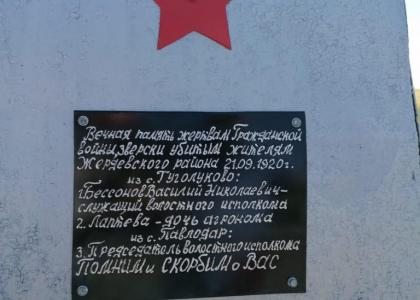 Вечная память жертвам Гражданской
войны, зверски убитым жителям
Жердевского района 21.09.1920г.
из с. Туголуково:
1. Бессонов Василий Николаевич-
служащий волостного исполкома
2. Лаптева - дочь агронома
из с. Павлодар:
3. Председатель волостного исполкома
Помним и Скорбим о Вас